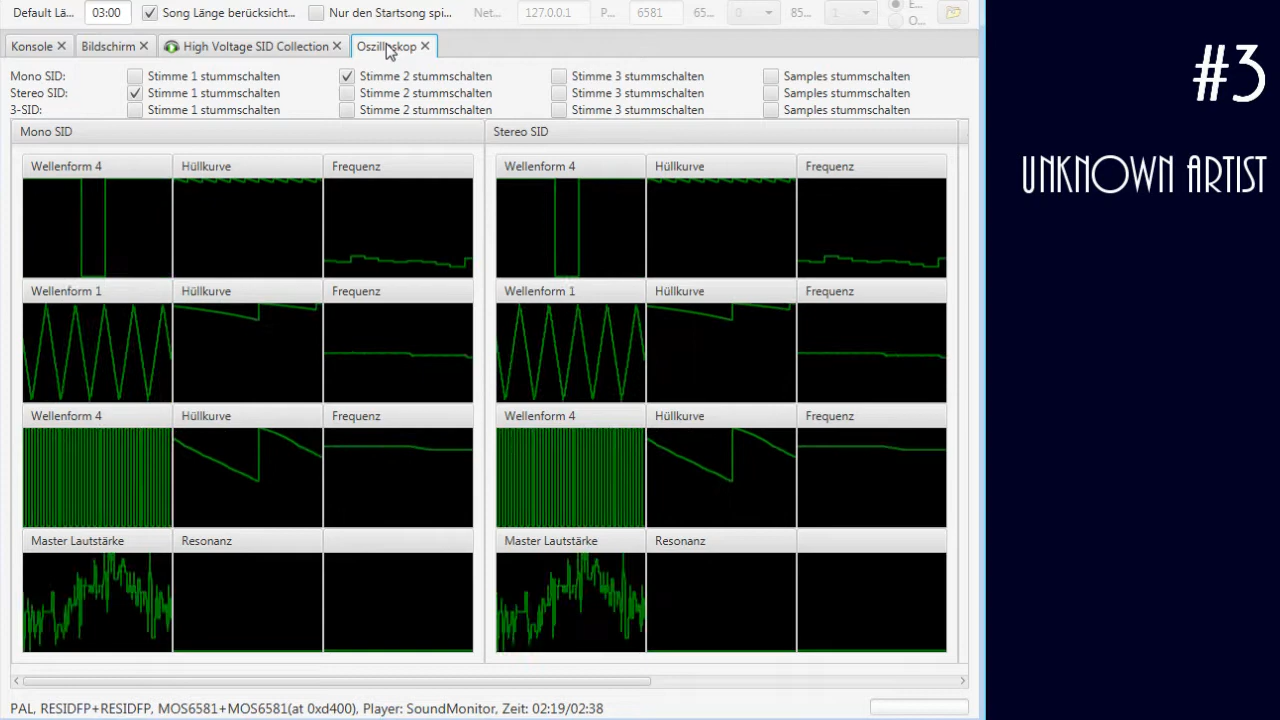 Default Lä... 03:00 Song Länge berücksicht... Nur den Startsong spi... Net... 127.0.0.1 P... 6581 65... 0 85... 1 E...
O...
Konsole Bildschirm High Voltage SID Collection Oszilloskop
Mono SID: Stimme 1 stummschalten Stimme 2 stummschalten Stimme 3 stummschalten Samples stummschalten
Stereo SID: Stimme 1 stummschalten Stimme 2 stummschalten Stimme 3 stummschalten Samples stummschalten
3-SID: Stimme 1 stummschalten Stimme 2 stummschalten Stimme 3 stummschalten Samples stummschalten
Mono SID Stereo SID
Wellenform 4 Hüllkurve Frequenz Wellenform 4 Hüllkurve Frequenz
Wellenform 1 Hüllkurve Frequenz Wellenform 1 Hüllkurve Frequenz
Wellenform 4 Hüllkurve Frequenz Wellenform 4 Hüllkurve Frequenz
Master Lautstärke Resonanz Master Lautstärke Resonanz
PAL, RESIDFP+RESIDFP, MOS6581+MOS6581(at 0xd400), Player: SoundMonitor, Zeit: 02:19/02:38
#3
UNKNOWN ARTIST